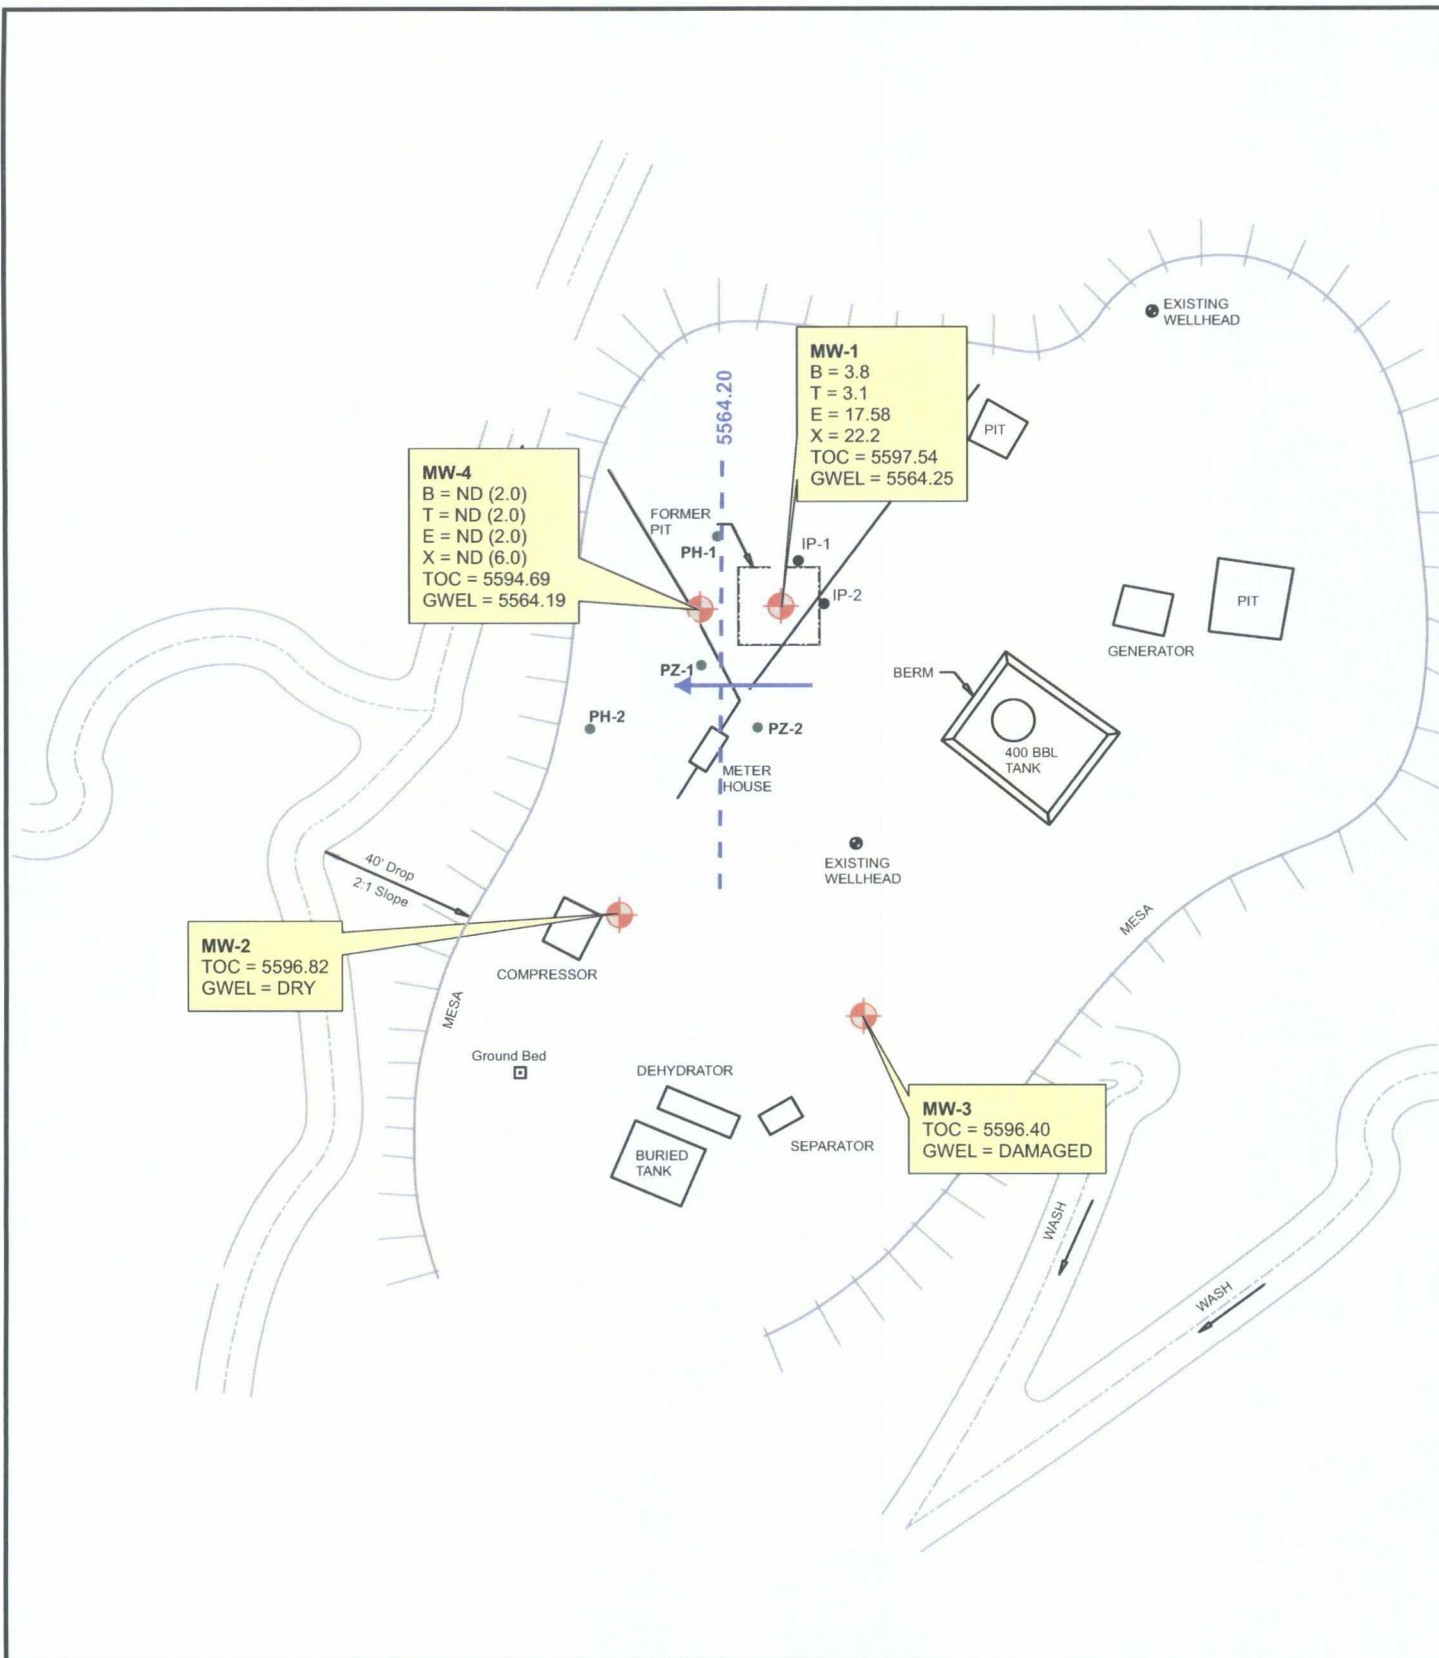 EXISTING
WELLHEAD
MW-1
B = 3.8
T = 3.1
E = 17.58
X = 22.2
TOC = 5597.54
GWEL = 5564.25
5564.20
PIT
MW-4
B = ND (2.0)
T = ND (2.0)
E = ND (2.0)
X = ND (6.0)
TOC = 5594.69
GWEL = 5564.19
FORMER
PIT
PH-1
IP-1
IP-2
PIT
GENERATOR
PZ-1
BERM
PH-2
PZ-2
400 BBL
TANK
METER
HOUSE
40' Drop
2:1 Slope
EXISTING
WELLHEAD
MESA
MW-2
TOC = 5596.82
GWEL = DRY
COMPRESSOR
MESA
Ground Bed
DEHYDRATOR
MW-3
TOC = 5596.40
GWEL = DAMAGED
SEPARATOR
BURIED
TANK
WASH
WASH